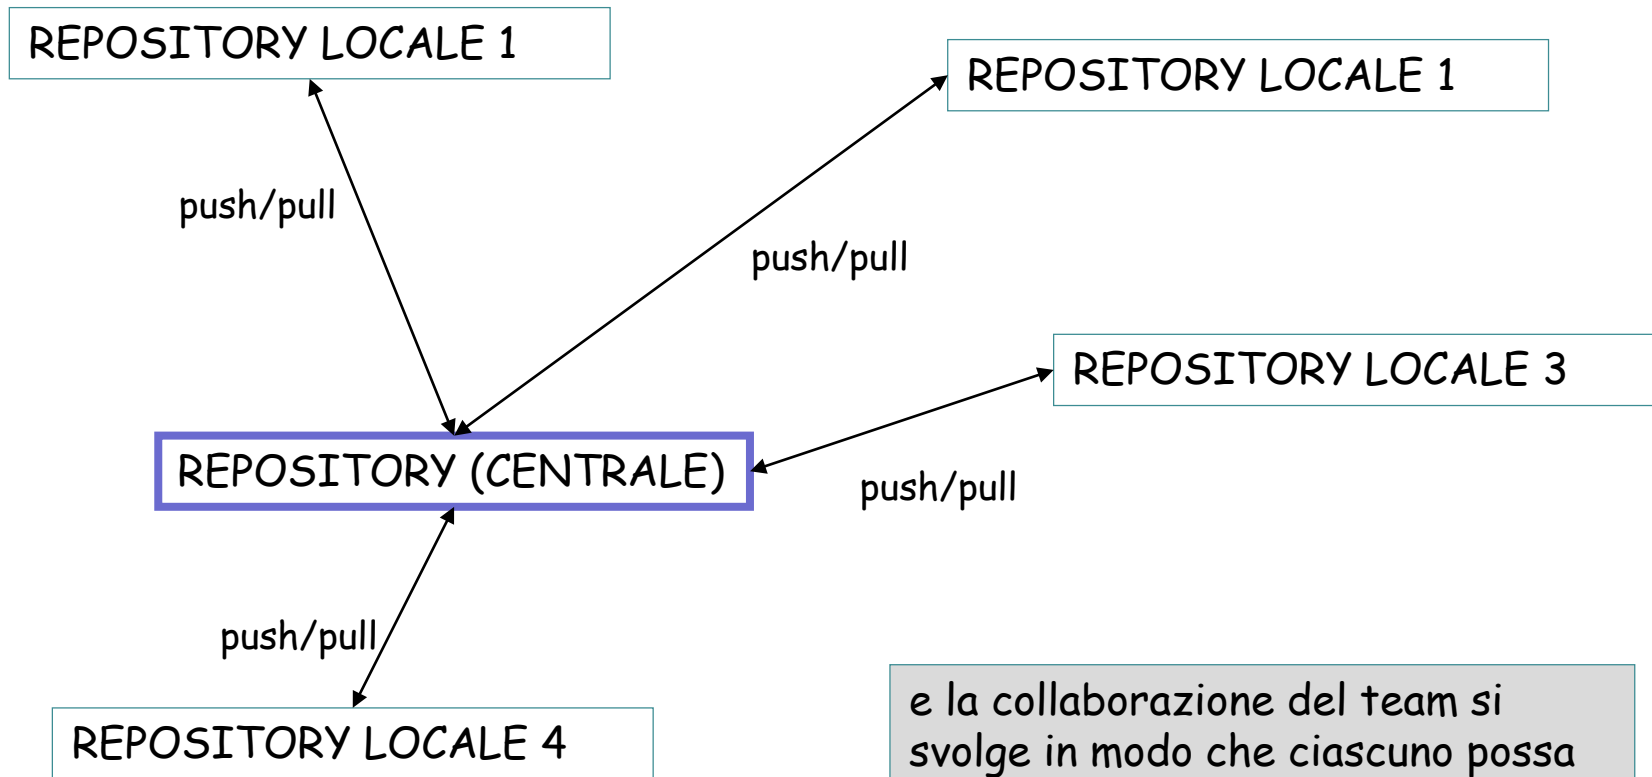 REPOSITORY LOCALE 1
REPOSITORY LOCALE 1
push/pull
push/pull
REPOSITORY LOCALE 3
REPOSITORY (CENTRALE)
push/pull
push/pull
REPOSITORY LOCALE 4
e la collaborazione del team si
svolge in modo che ciascuno possa